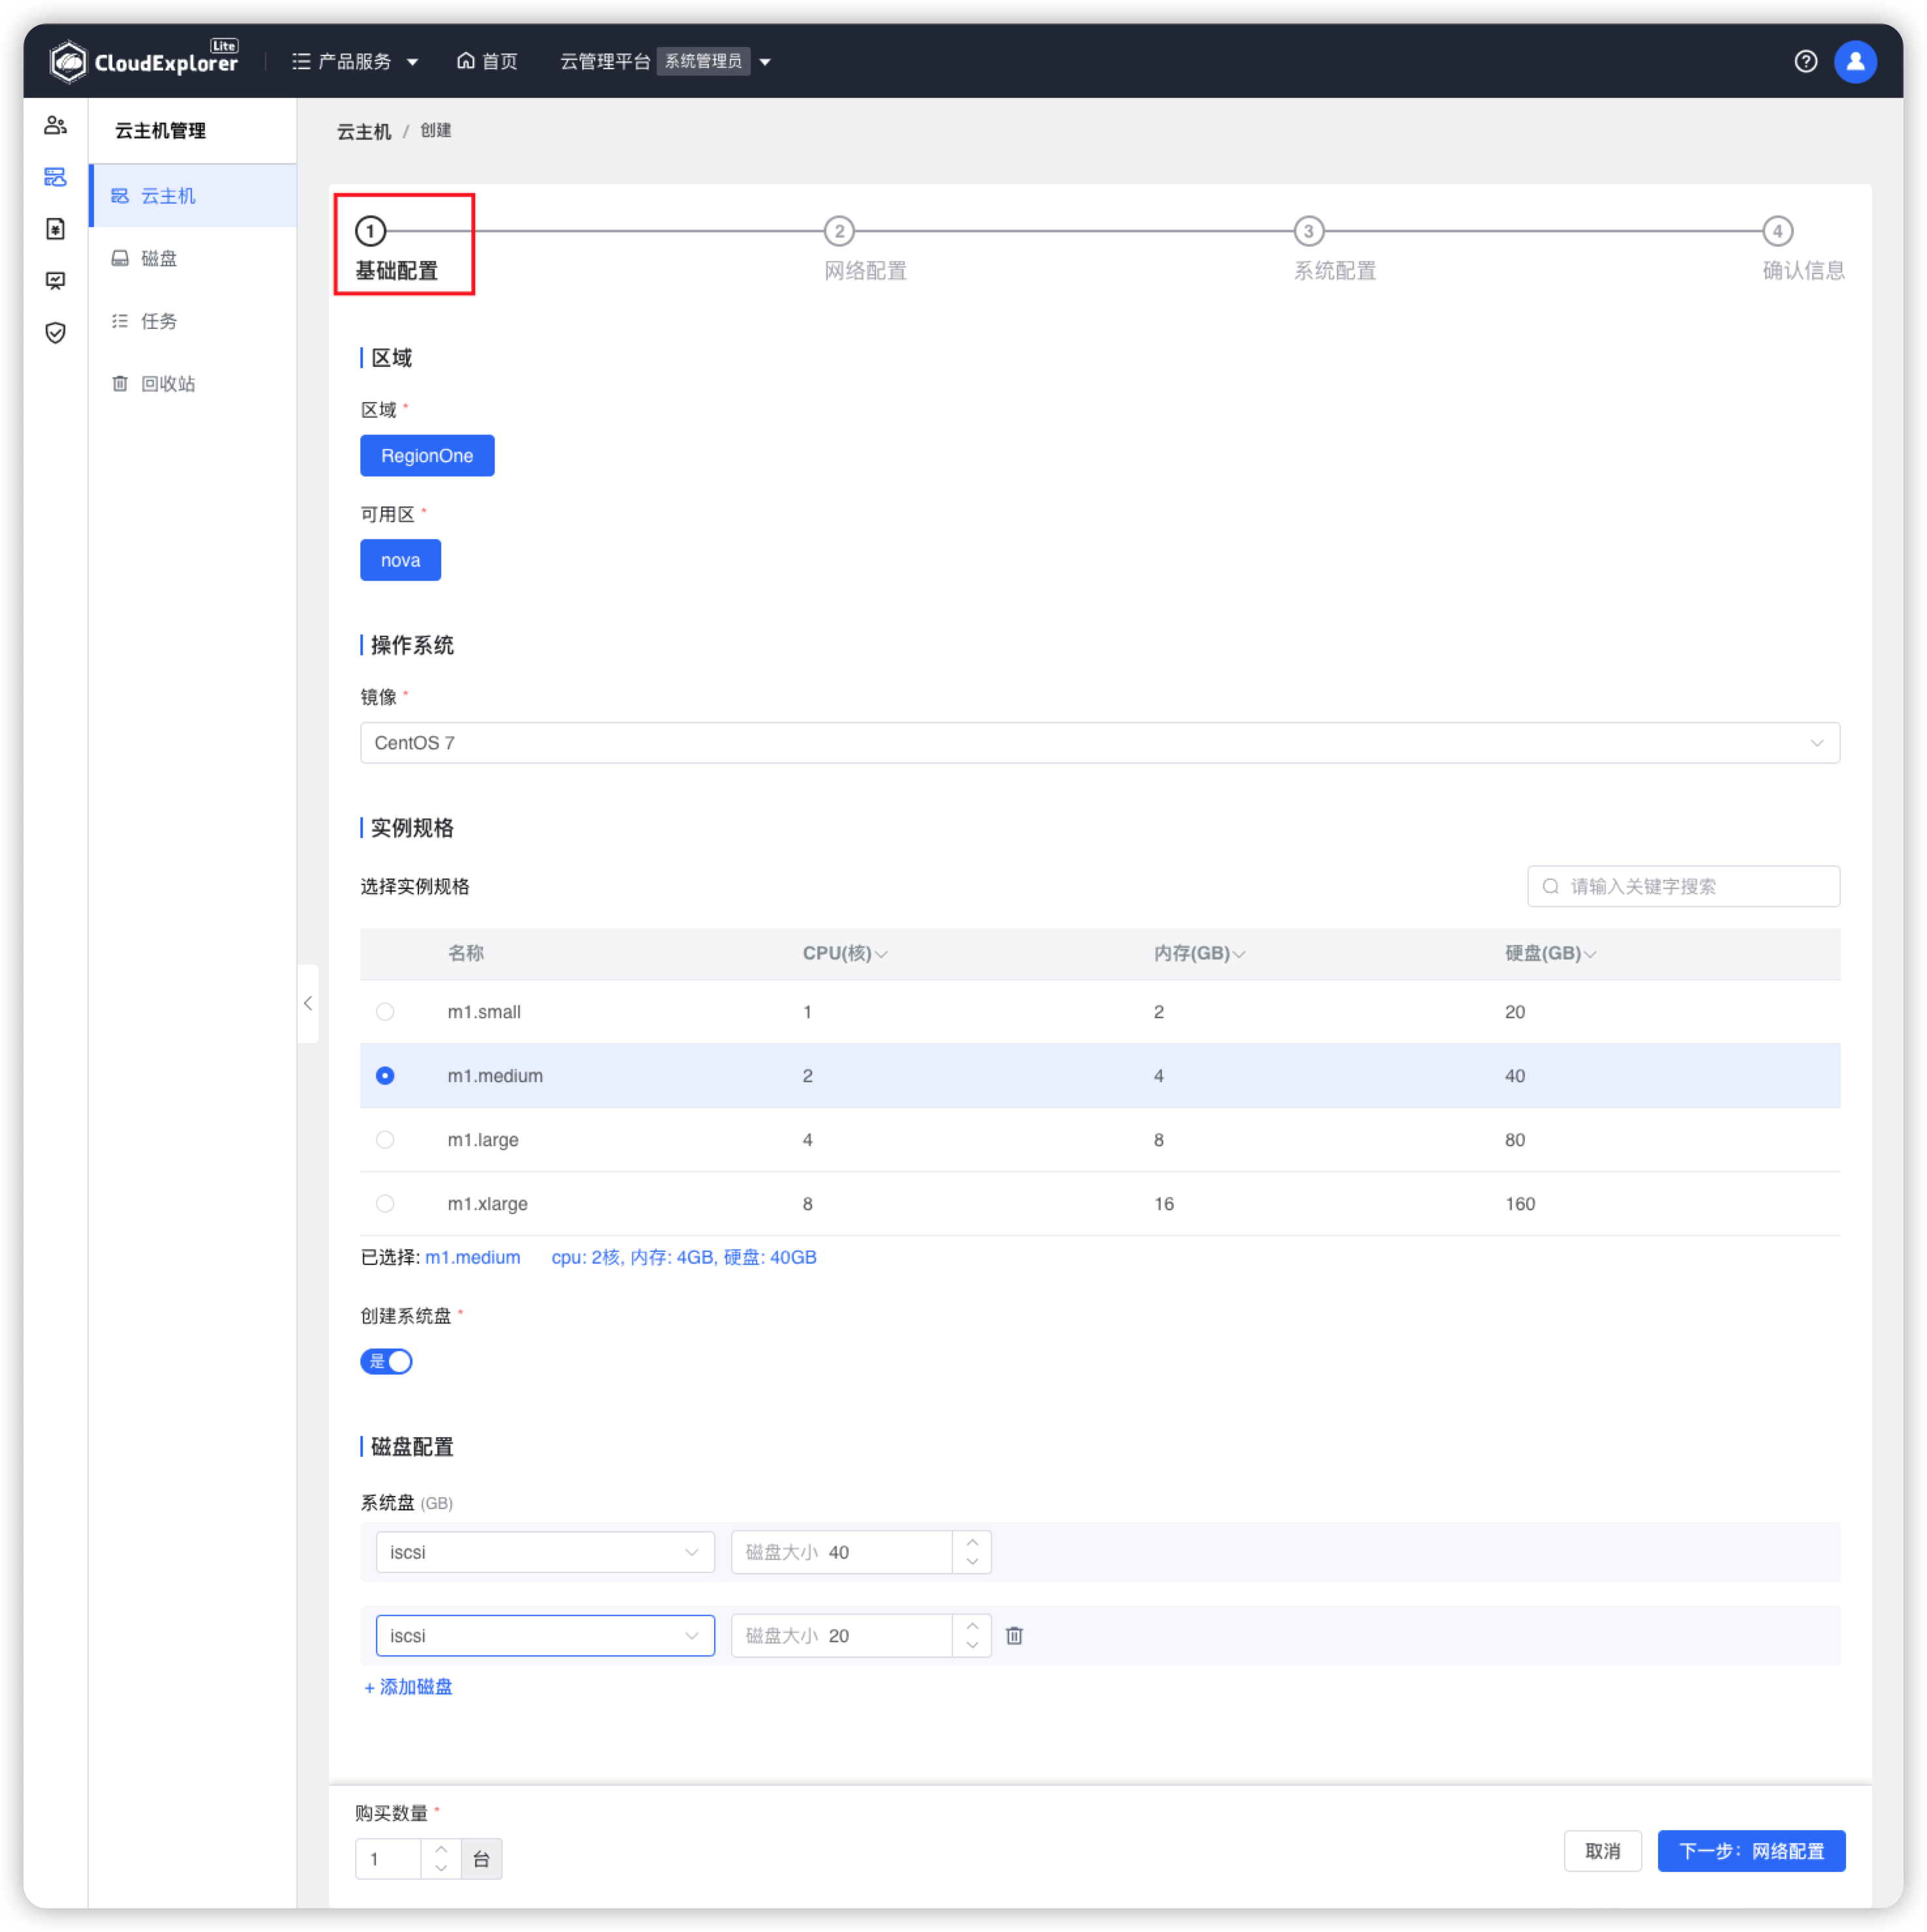 CloudExplorer Lite
产品服务
首页
云管理平台 系统管理员
云主机管理
云主机
磁盘
任务
回收站
云主机 / 创建
1 2 3 4
基础配置 网络配置 系统配置 确认信息
区域
区域 *
RegionOne
可用区 *
nova
操作系统
镜像 *
CentOS 7
实例规格
选择实例规格
请输入关键字搜索
名称 CPU(核) 内存(GB) 硬盘(GB)
m1.small 1 2 20
m1.medium 2 4 40
m1.large 4 8 80
m1.xlarge 8 16 160
已选择: m1.medium cpu: 2核, 内存: 4GB, 硬盘: 40GB
创建系统盘 *
是
磁盘配置
系统盘 (GB)
iscsi 磁盘大小 40
iscsi 磁盘大小 20
+ 添加磁盘
购买数量 *
1 台
取消 下一步：网络配置